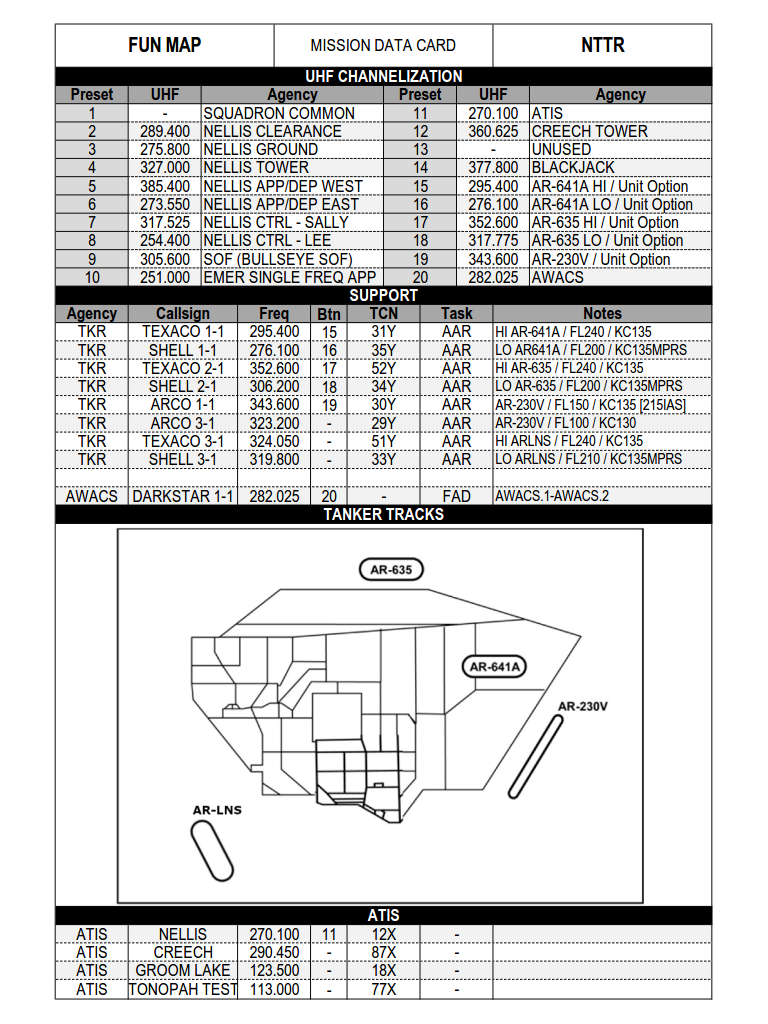 FUN MAP MISSION DATA CARD NTTR
UHF CHANNELIZATION
Preset UHF Agency Preset UHF Agency
1 - SQUADRON COMMON 11 270.100 ATIS
2 289.400 NELLIS CLEARANCE 12 360.625 CREECH TOWER
3 275.800 NELLIS GROUND 13 - UNUSED
4 327.000 NELLIS TOWER 14 377.800 BLACKJACK
5 385.400 NELLIS APP/DEP WEST 15 295.400 AR-641A HI / Unit Option
6 273.550 NELLIS APP/DEP EAST 16 276.100 AR-641A LO / Unit Option
7 317.525 NELLIS CTRL - SALLY 17 352.600 AR-635 HI / Unit Option
8 254.400 NELLIS CTRL - LEE 18 317.775 AR-635 LO / Unit Option
9 305.600 SOF (BULLSEYE SOF) 19 343.600 AR-230V / Unit Option
10 251.000 EMER SINGLE FREQ APP 20 282.025 AWACS
SUPPORT
Agency Callsign Freq Btn TCN Task Notes
TKR TEXACO 1-1 295.400 15 31Y AAR HI AR-641A / FL240 / KC135
TKR SHELL 1-1 276.100 16 35Y AAR LO AR641A / FL200 / KC135MPRS
TKR TEXACO 2-1 352.600 17 52Y AAR HI AR-635 / FL240 / KC135
TKR SHELL 2-1 306.200 18 34Y AAR LO AR-635 / FL200 / KC135MPRS
TKR ARCO 1-1 343.600 19 30Y AAR AR-230V / FL150 / KC135 [215IAS]
TKR ARCO 3-1 323.200 - 29Y AAR AR-230V / FL100 / KC130
TKR TEXACO 3-1 324.050 - 51Y AAR HI ARLNS / FL240 / KC135
TKR SHELL 3-1 319.800 - 33Y AAR LO ARLNS / FL210 / KC135MPRS
AWACS DARKSTAR 1-1 282.025 20 - FAD AWACS.1-AWACS.2
TANKER TRACKS
AR-635
AR-641A
AR-230V
AR-LNS
ATIS
ATIS NELLIS 270.100 11 12X -
ATIS CREECH 290.450 - 87X -
ATIS GROOM LAKE 123.500 - 18X -
ATIS TONOPAH TEST 113.000 - 77X -